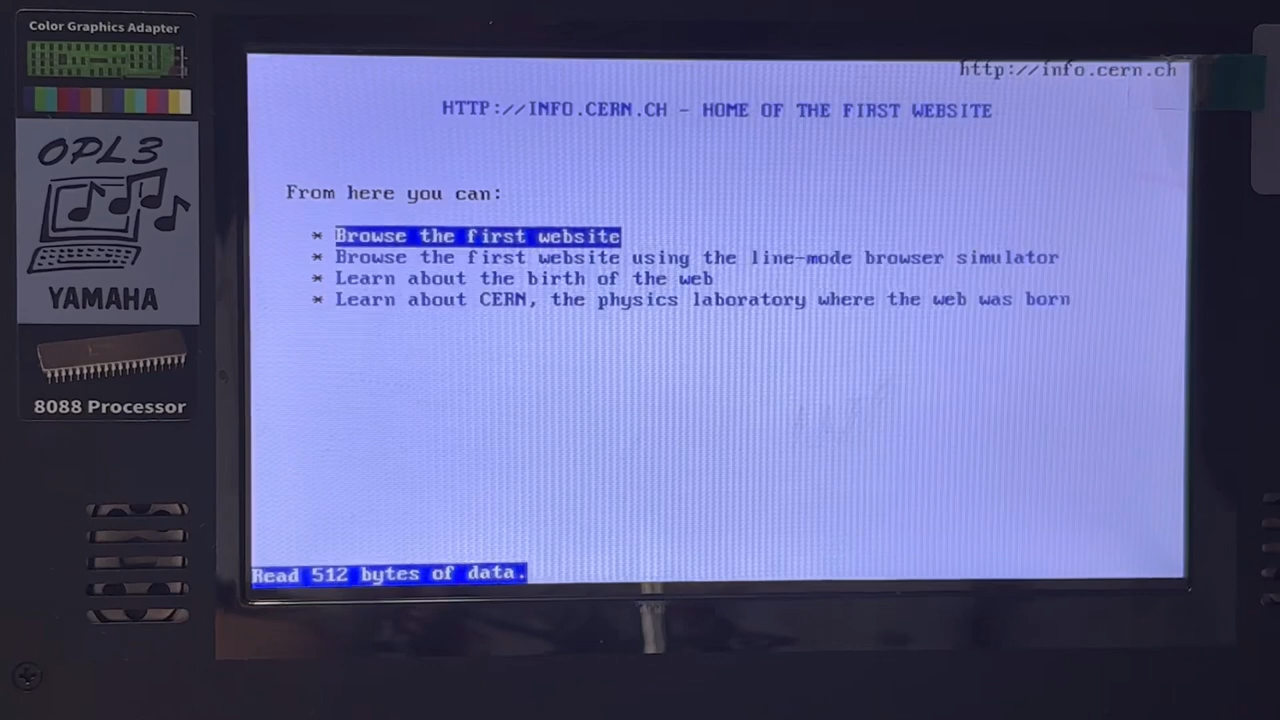 Color Graphics Adapter
OPL3
YAMAHA
8088 Processor
http://info.cern.ch
HTTP://INFO.CERN.CH - HOME OF THE FIRST WEBSITE
From here you can:
* Browse the first website
* Browse the first website using the line-mode browser simulator
* Learn about the birth of the web
* Learn about CERN, the physics laboratory where the web was born
Read 512 bytes of data.